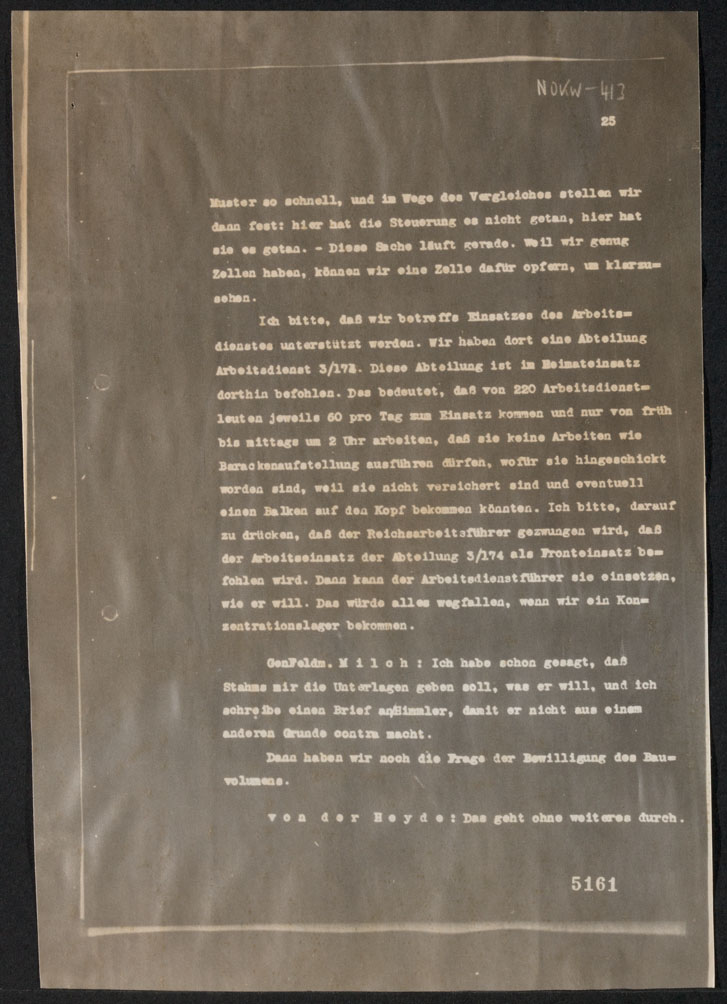 NOKW-413
25
Muster so schnell, und im Wege des Vergleiches stellen wir
dann fest: hier hat die Steuerung es nicht getan, hier hat
sie es getan. - Diese Sache läuft gerade. Weil wir genug
Zellen haben, können wir eine Zelle dafür opfern, um klarzu=
sehen.
Ich bitte, daß wir betreffs Einsatzes des Arbeits=
dienstes unterstützt werden. Wir haben dort eine Abteilung
Arbeitsdienst 3/174. Diese Abteilung ist im Heimateinsatz
dorthin befohlen. Das bedeutet, daß von 220 Arbeitsdienst=
leuten jeweils 60 pro Tag zum Einsatz kommen und nur von früh
bis mittags um 2 Uhr arbeiten, daß sie keine Arbeiten wie
Barackenaufstellung ausführen dürfen, wofür sie hingeschickt
worden sind, weil sie nicht versichert sind und eventuell
einen Balken auf den Kopf bekommen könnten. Ich bitte, darauf
zu drücken, daß der Reichsarbeitsführer gezwungen wird, daß
der Arbeitseinsatz der Abteilung 3/174 als Fronteinsatz be=
fohlen wird. Dann kann der Arbeitsdienstführer sie einsetzen,
wie er will. Das würde alles wegfallen, wenn wir ein Kon=
zentrationslager bekommen.
GenFeldm. M i l c h : Ich habe schon gesagt, daß
Stahms mir die Unterlagen geben soll, was er will, und ich
schreibe einen Brief an/Himmler, damit er nicht aus einem
anderen Grunde contra macht.
Dann haben wir noch die Frage der Bewilligung des Bau=
volumens.
v o n d e r H e y d e : Das geht ohne weiteres durch.
5161